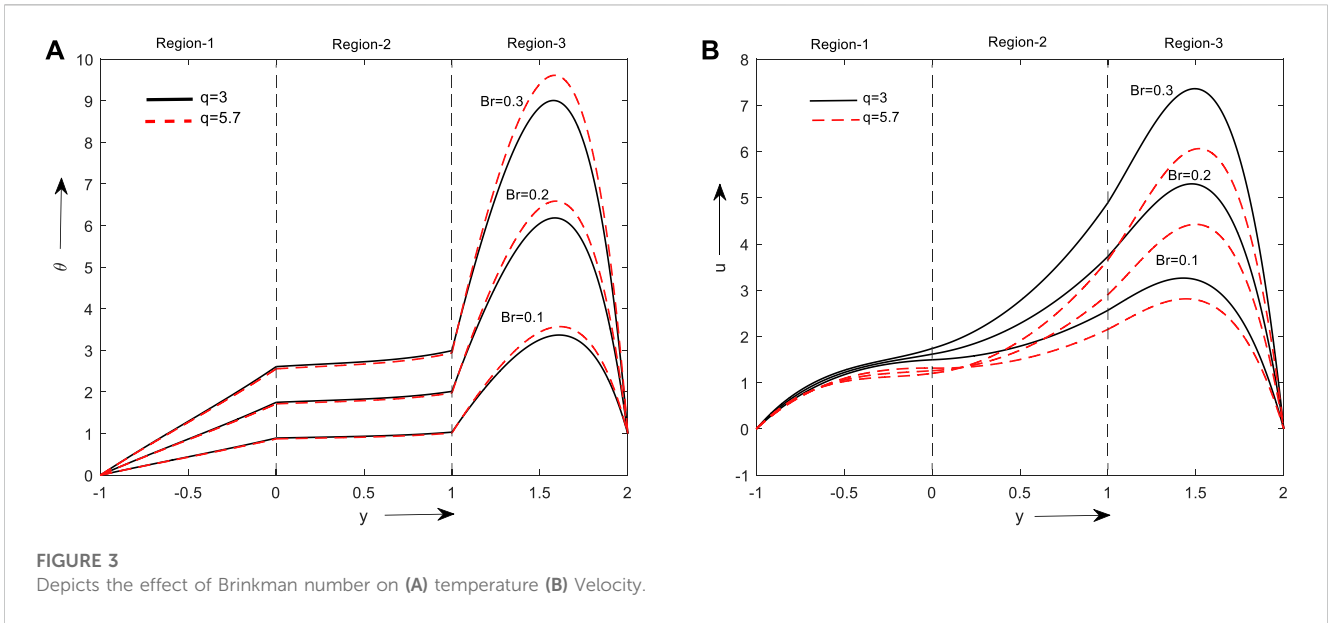 A
Region-1 Region-2 Region-3
10
9
8
7
6
5
4
3
2
1
0
θ
q=3
q=5.7
Br=0.3
Br=0.2
Br=0.1
-1 -0.5 0 0.5 1 1.5 2
y
B
Region-1 Region-2 Region-3
8
7
6
5
4
3
2
1
0
-1
u
q=3
q=5.7
Br=0.3
Br=0.2
Br=0.1
-1 -0.5 0 0.5 1 1.5 2
y
FIGURE 3
Depicts the effect of Brinkman number on (A) temperature (B) Velocity.